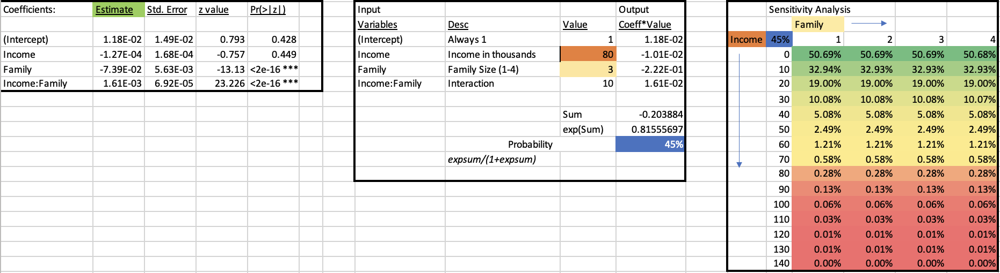 Coefficients: Estimate Std. Error z value Pr(>|z|)
(Intercept) 1.18E-02 1.49E-02 0.793 0.428
Income -1.27E-04 1.68E-04 -0.757 0.449
Family -7.39E-02 5.63E-03 -13.13 <2e-16 ***
Income:Family 1.61E-03 6.92E-05 23.226 <2e-16 ***
Input Output
Variables Desc Value Coeff*Value
(Intercept) Always 1 1 1.18E-02
Income Income in thousands 80 -1.01E-02
Family Family Size (1-4) 3 -2.22E-01
Income:Family Interaction 10 1.61E-02
Sum -0.203884
exp(Sum) 0.81555697
Probability 45%
expsum/(1+expsum)
Sensitivity Analysis
Family
Income 45% 1 2 3 4
0 50.69% 50.69% 50.69% 50.68%
10 32.94% 32.93% 32.93% 32.93%
20 19.00% 19.00% 19.00% 19.00%
30 10.08% 10.08% 10.08% 10.07%
40 5.08% 5.08% 5.08% 5.08%
50 2.49% 2.49% 2.49% 2.49%
60 1.21% 1.21% 1.21% 1.21%
70 0.58% 0.58% 0.58% 0.58%
80 0.28% 0.28% 0.28% 0.28%
90 0.13% 0.13% 0.13% 0.13%
100 0.06% 0.06% 0.06% 0.06%
110 0.03% 0.03% 0.03% 0.03%
120 0.01% 0.01% 0.01% 0.01%
130 0.01% 0.01% 0.01% 0.01%
140 0.00% 0.00% 0.00% 0.00%